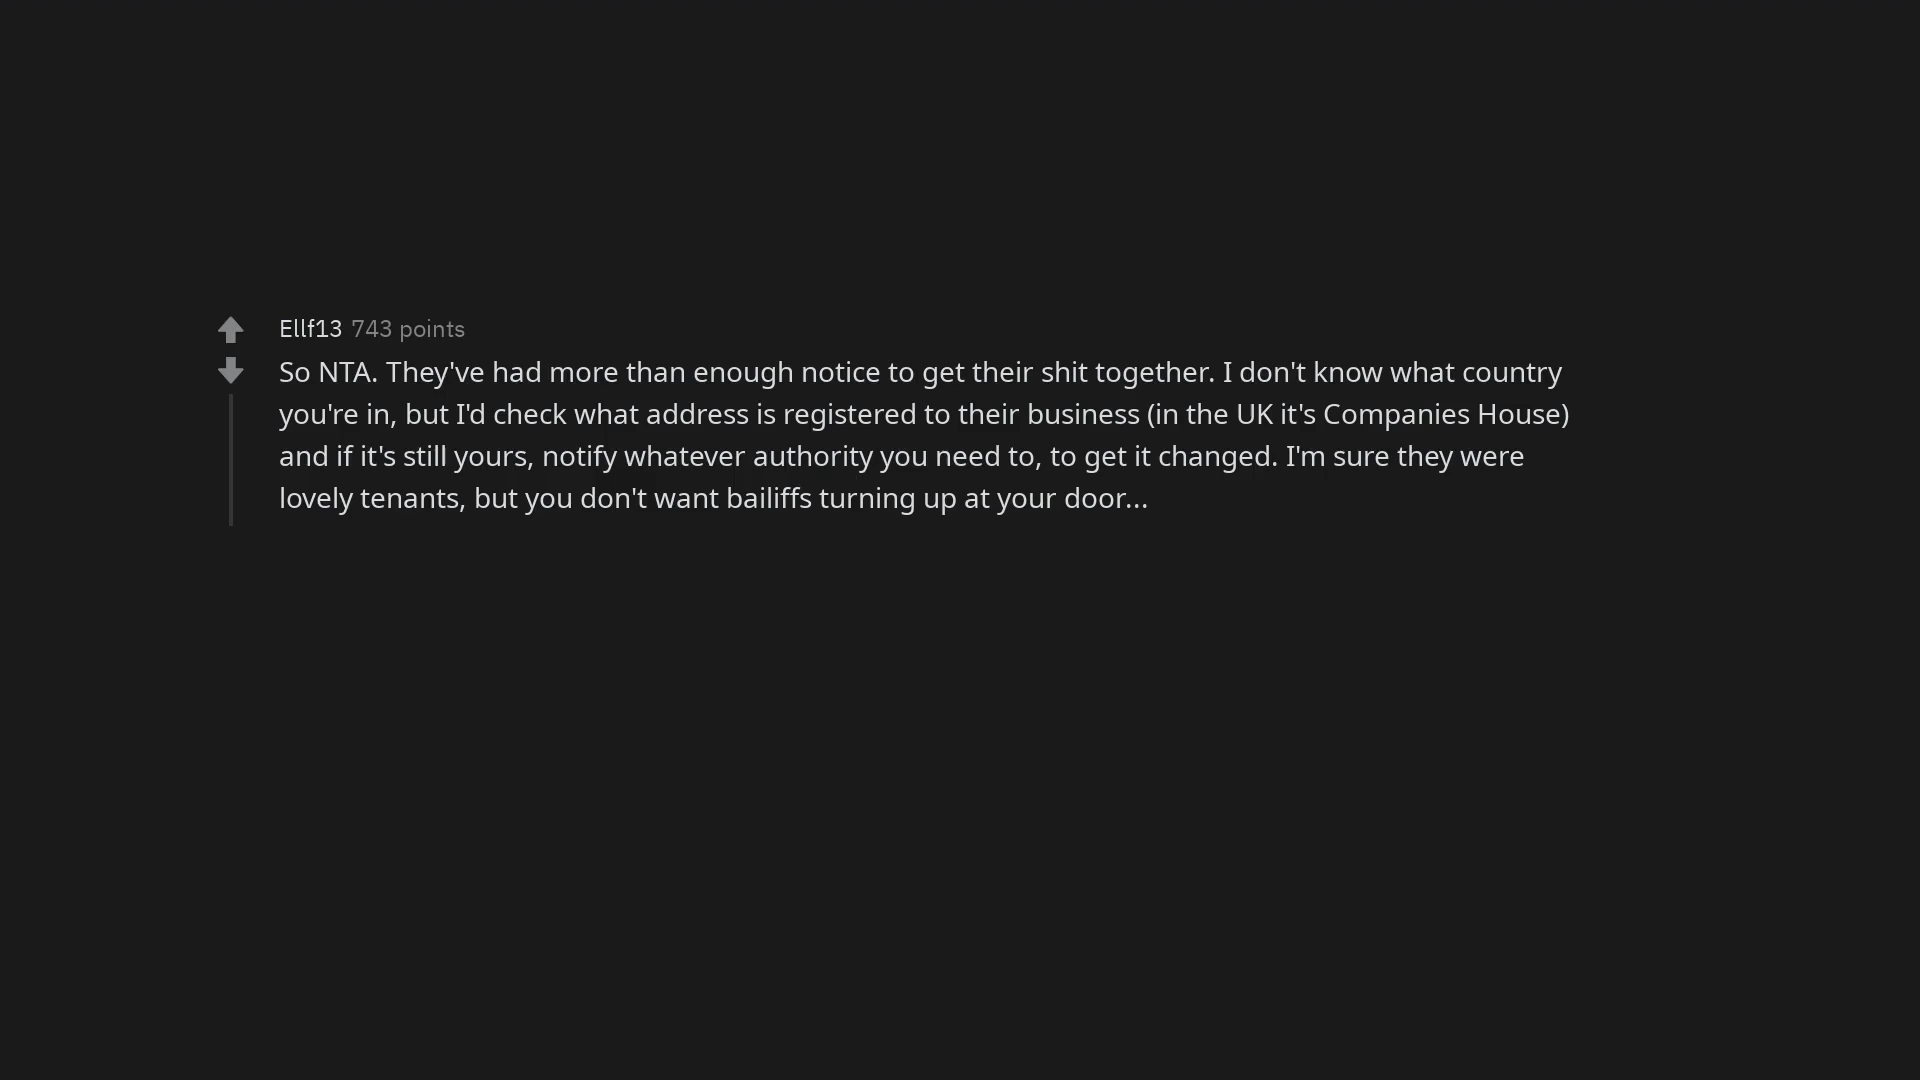 Ellf13 743 points
So NTA. They've had more than enough notice to get their shit together. I don't know what country
you're in, but I'd check what address is registered to their business (in the UK it's Companies House)
and if it's still yours, notify whatever authority you need to, to get it changed. I'm sure they were
lovely tenants, but you don't want bailiffs turning up at your door...